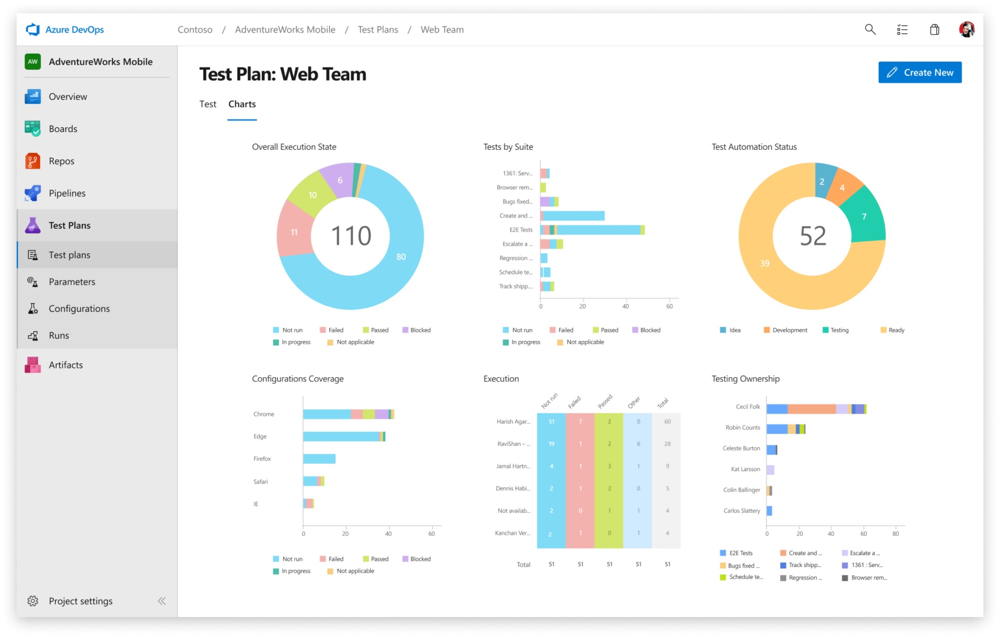 Azure DevOps
Contoso / AdventureWorks Mobile / Test Plans / Web Team
AW AdventureWorks Mobile
Overview
Boards
Repos
Pipelines
Test Plans
Test plans
Parameters
Configurations
Runs
Artifacts
Project settings
Test Plan: Web Team
Create New
Test Charts
Overall Execution State
6
10
11
110
80
Not run Failed Passed Blocked
In progress Not applicable
Tests by Suite
1361: Serv...
Browser rem...
Bugs fixed...
Create and ...
E2E Tests
Escalate a ...
Regression ...
Schedule te...
Track shipp....
0 20 40 60
Not run Failed Passed Blocked
In progress Not applicable
Test Automation Status
2
4
7
52
39
Idea Development Testing Ready
Configurations Coverage
Chrome
Edge
Firefox
Safari
IE
0 20 40 60
Not run Failed Passed Blocked
In progress Not applicable
Execution
Not run Failed Passed Other Total
Harish Agar... 51 7 2 0 60
RaviShan – ... 19 1 2 6 28
Jamal Hartn... 4 1 3 1 9
Dennis Habi... 2 1 2 0 5
Not availab... 2 0 1 1 4
Kanchan Ver... 2 1 0 1 4
Total 51 51 51 51 51
Testing Ownership
Cecil Folk
Robin Counts
Celeste Burton
Kat Larsson
Colin Ballinger
Carlos Slattery
0 20 40 60 80
E2E Tests Create and ... Escalate a ...
Bugs fixed ... Track shipp... 1361 : Serv...
Schedule te... Regression ... Browser rem...